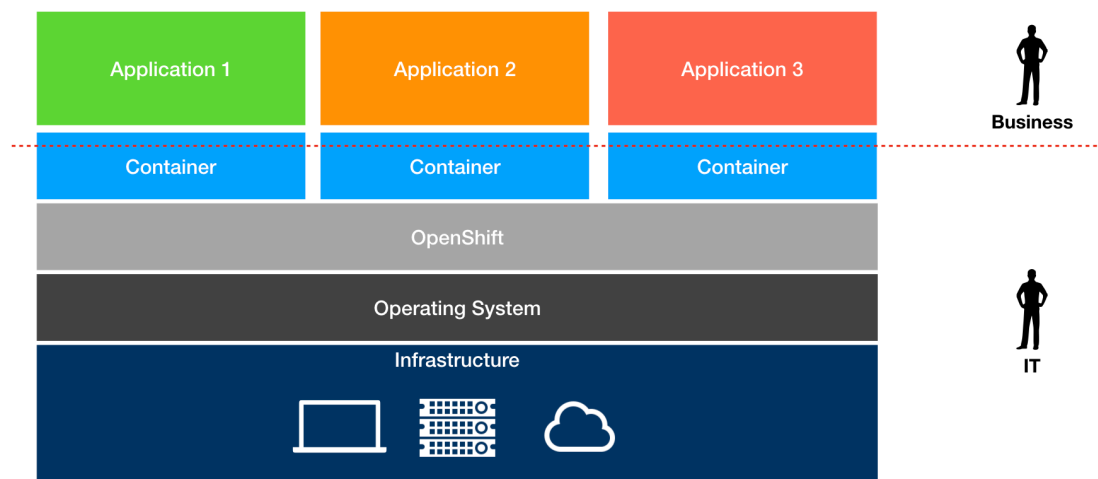 Application 1
Application 2
Application 3
Business
Container
Container
Container
OpenShift
Operating System
Infrastructure
IT